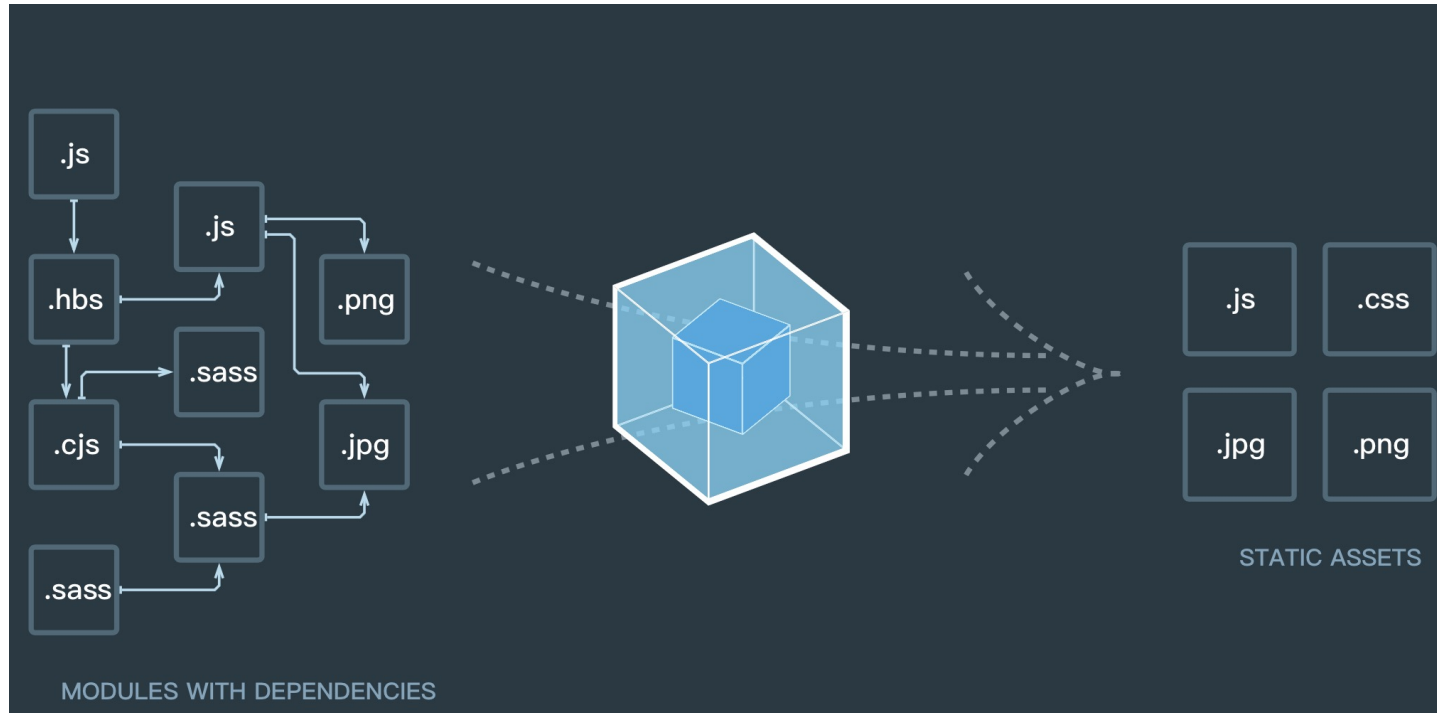 .js
.js
.hbs
.png
.sass
.cjs
.jpg
.sass
.sass
MODULES WITH DEPENDENCIES
.js
.css
.jpg
.png
STATIC ASSETS